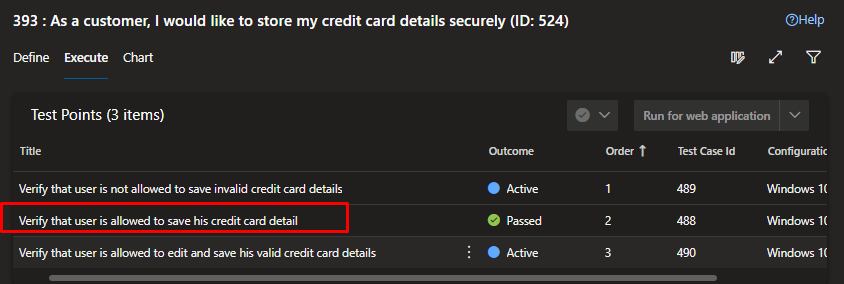 393 : As a customer, I would like to store my credit card details securely (ID: 524)
Help
Define Execute Chart
Test Points (3 items)
Run for web application
Title Outcome Order Test Case Id Configuratio
Verify that user is not allowed to save invalid credit card details Active 1 489 Windows 10
Verify that user is allowed to save his credit card detail Passed 2 488 Windows 10
Verify that user is allowed to edit and save his valid credit card details Active 3 490 Windows 10